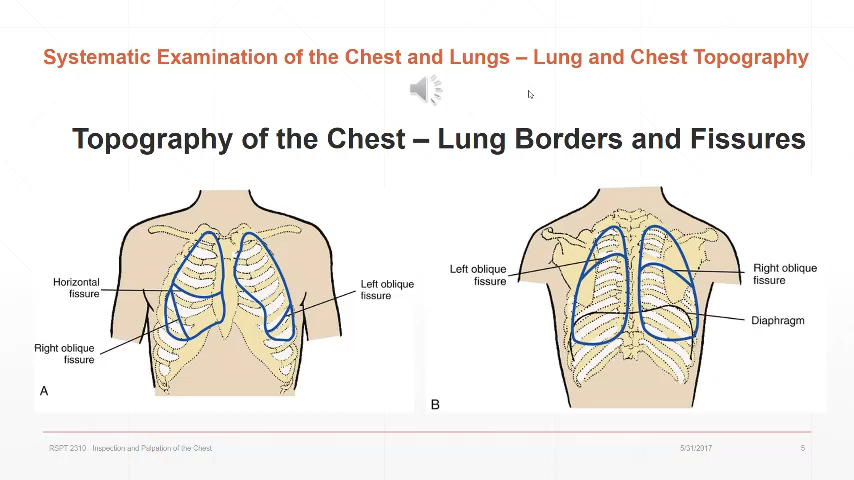 Systematic Examination of the Chest and Lungs – Lung and Chest Topography
Topography of the Chest – Lung Borders and Fissures
Horizontal
fissure
Right oblique
fissure
Left oblique
fissure
A
Left oblique
fissure
Right oblique
fissure
Diaphragm
B
RSPT 2310 Inspection and Palpation of the Chest
5/31/2017
5